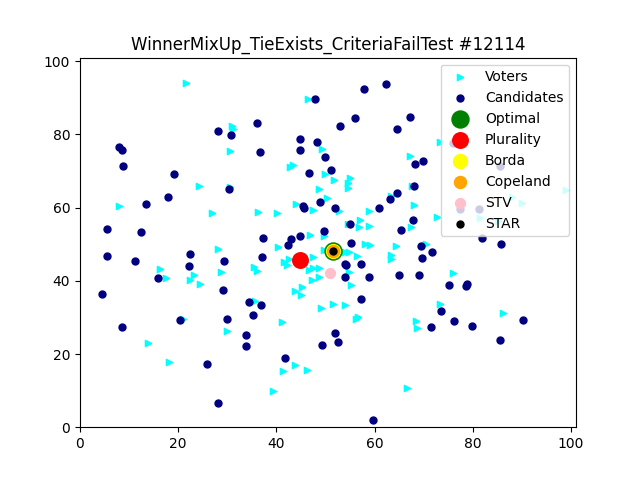 WinnerMixUp_TieExists_CriteriaFailTest #12114
100
80
60
40
20
0
0 20 40 60 80 100
Voters
Candidates
Optimal
Plurality
Borda
Copeland
STV
STAR